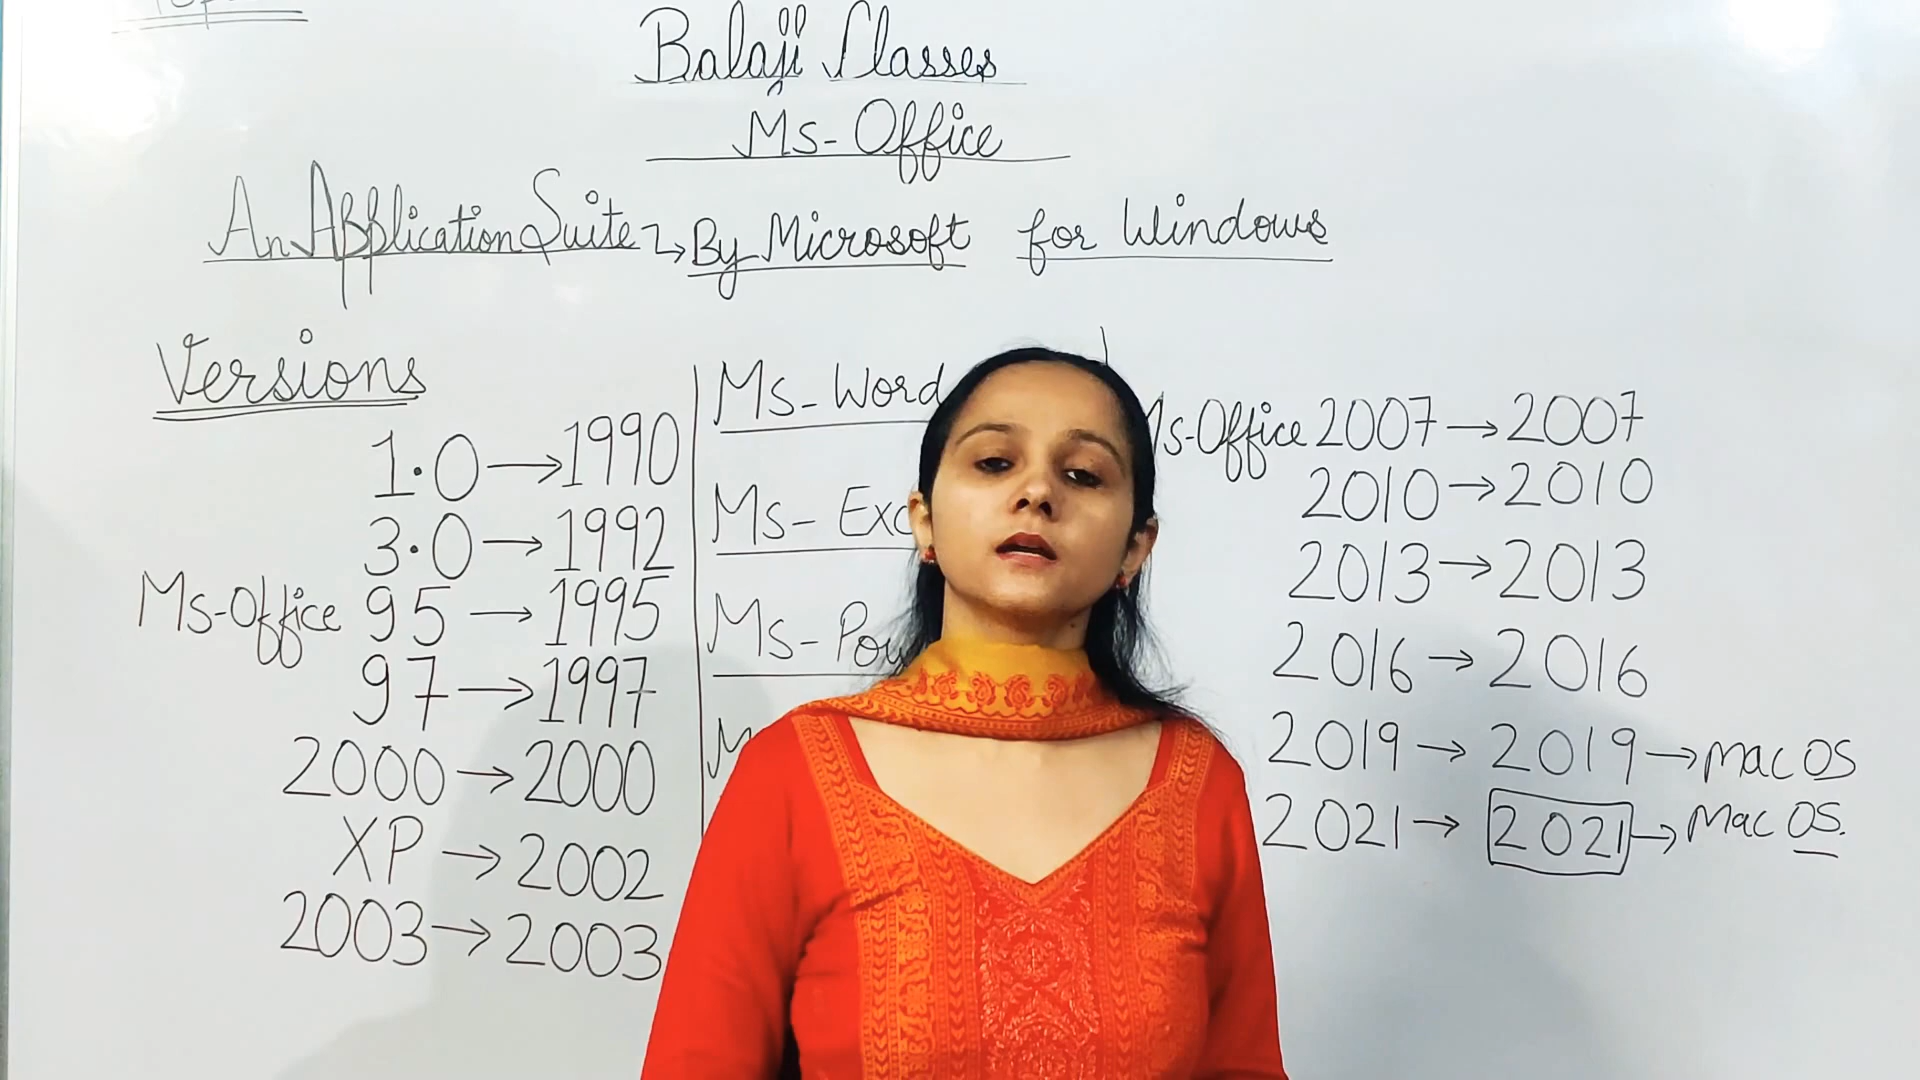 Balaji Classes
Ms-Office
An Application Suite → By Microsoft for Windows
Versions
1.0 → 1990
3.0 → 1992
Ms-Office 95 → 1995
97 → 1997
2000 → 2000
XP → 2002
2003 → 2003
Ms-Word
Ms-Exc
Ms-Pow
Ms-Office 2007 → 2007
2010 → 2010
2013 → 2013
2016 → 2016
2019 → 2019 → Mac OS
2021 → 2021 → Mac OS.